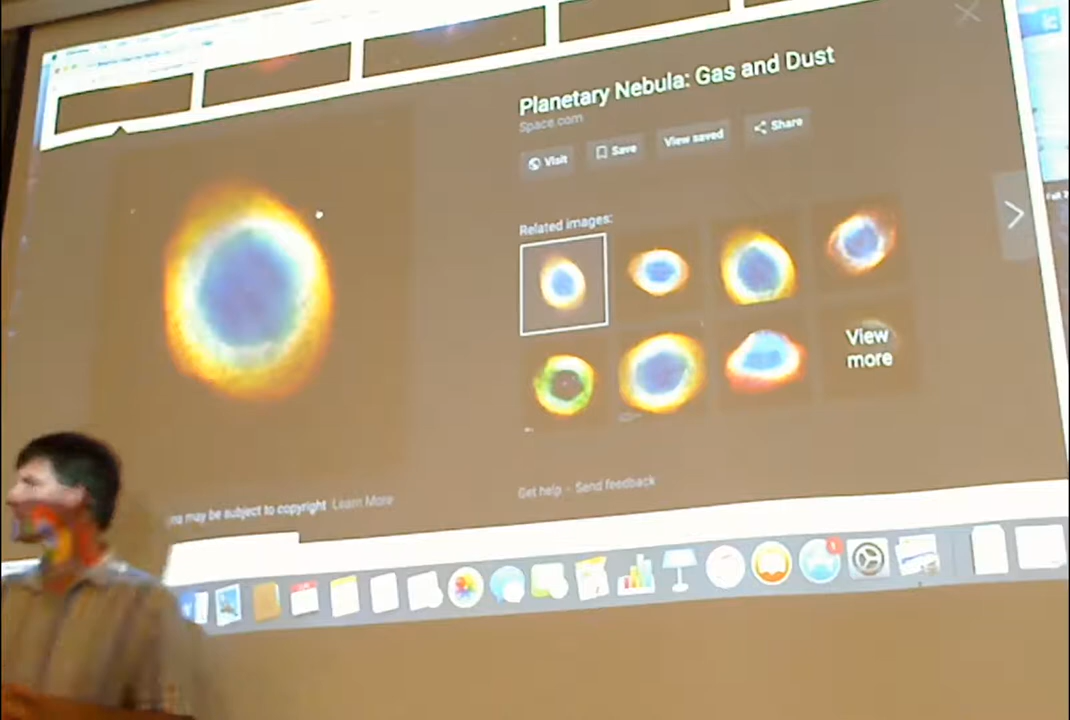 Planetary Nebula: Gas and Dust
Space.com
Visit
Save
View saved
Share
Related images:
View
more
may be subject to copyright Learn More
Get help - Send feedback